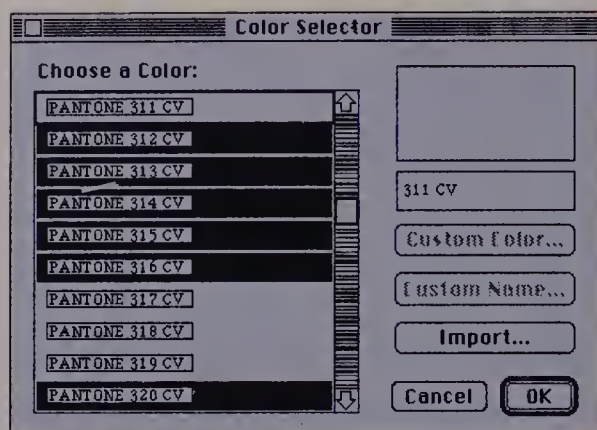 Color Selector
Choose a Color:
PANTONE 311 CV
PANTONE 312 CV
PANTONE 313 CV
PANTONE 314 CV
PANTONE 315 CV
PANTONE 316 CV
PANTONE 317 CV
PANTONE 318 CV
PANTONE 319 CV
PANTONE 320 CV
311 CV
Custom Color...
Custom Name...
Import...
Cancel
OK